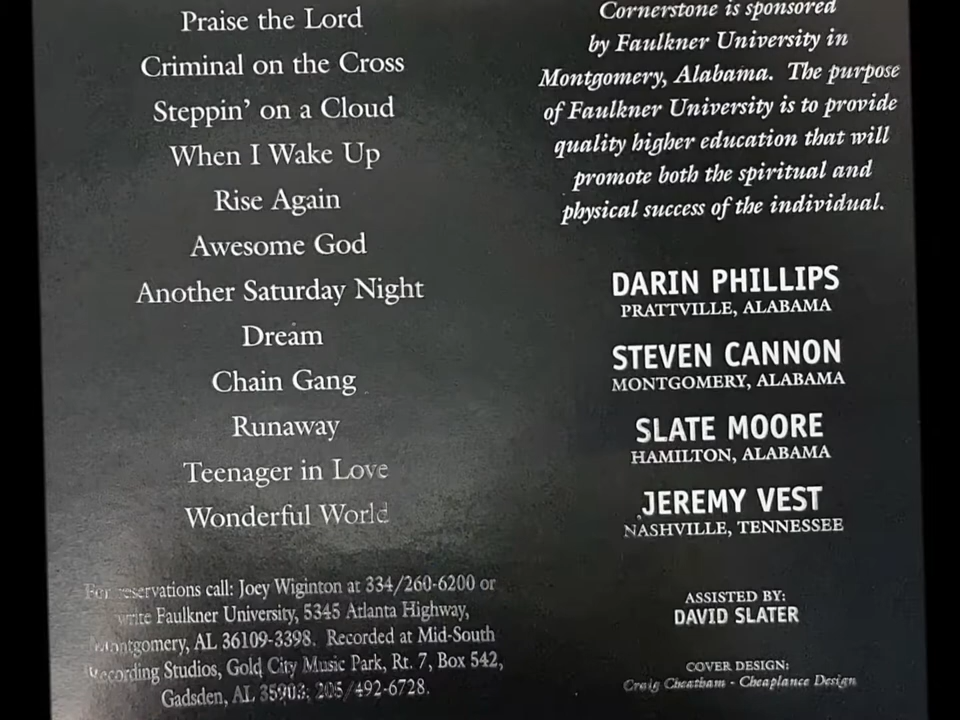 Praise the Lord
Criminal on the Cross
Steppin' on a Cloud
When I Wake Up
Rise Again
Awesome God
Another Saturday Night
Dream
Chain Gang
Runaway
Teenager in Love
Wonderful World
For reservations call: Joey Wiginton at 334/260-6200 or
write Faulkner University, 5345 Atlanta Highway,
Montgomery, AL 36109-3398. Recorded at Mid-South
Recording Studios, Gold City Music Park, Rt. 7, Box 542,
Gadsden, AL 35903; 205/492-6728.
Cornerstone is sponsored
by Faulkner University in
Montgomery, Alabama. The purpose
of Faulkner University is to provide
quality higher education that will
promote both the spiritual and
physical success of the individual.
DARIN PHILLIPS
PRATTVILLE, ALABAMA
STEVEN CANNON
MONTGOMERY, ALABAMA
SLATE MOORE
HAMILTON, ALABAMA
JEREMY VEST
NASHVILLE, TENNESSEE
ASSISTED BY:
DAVID SLATER
COVER DESIGN:
Craig Cheatham - Cheaplance Design